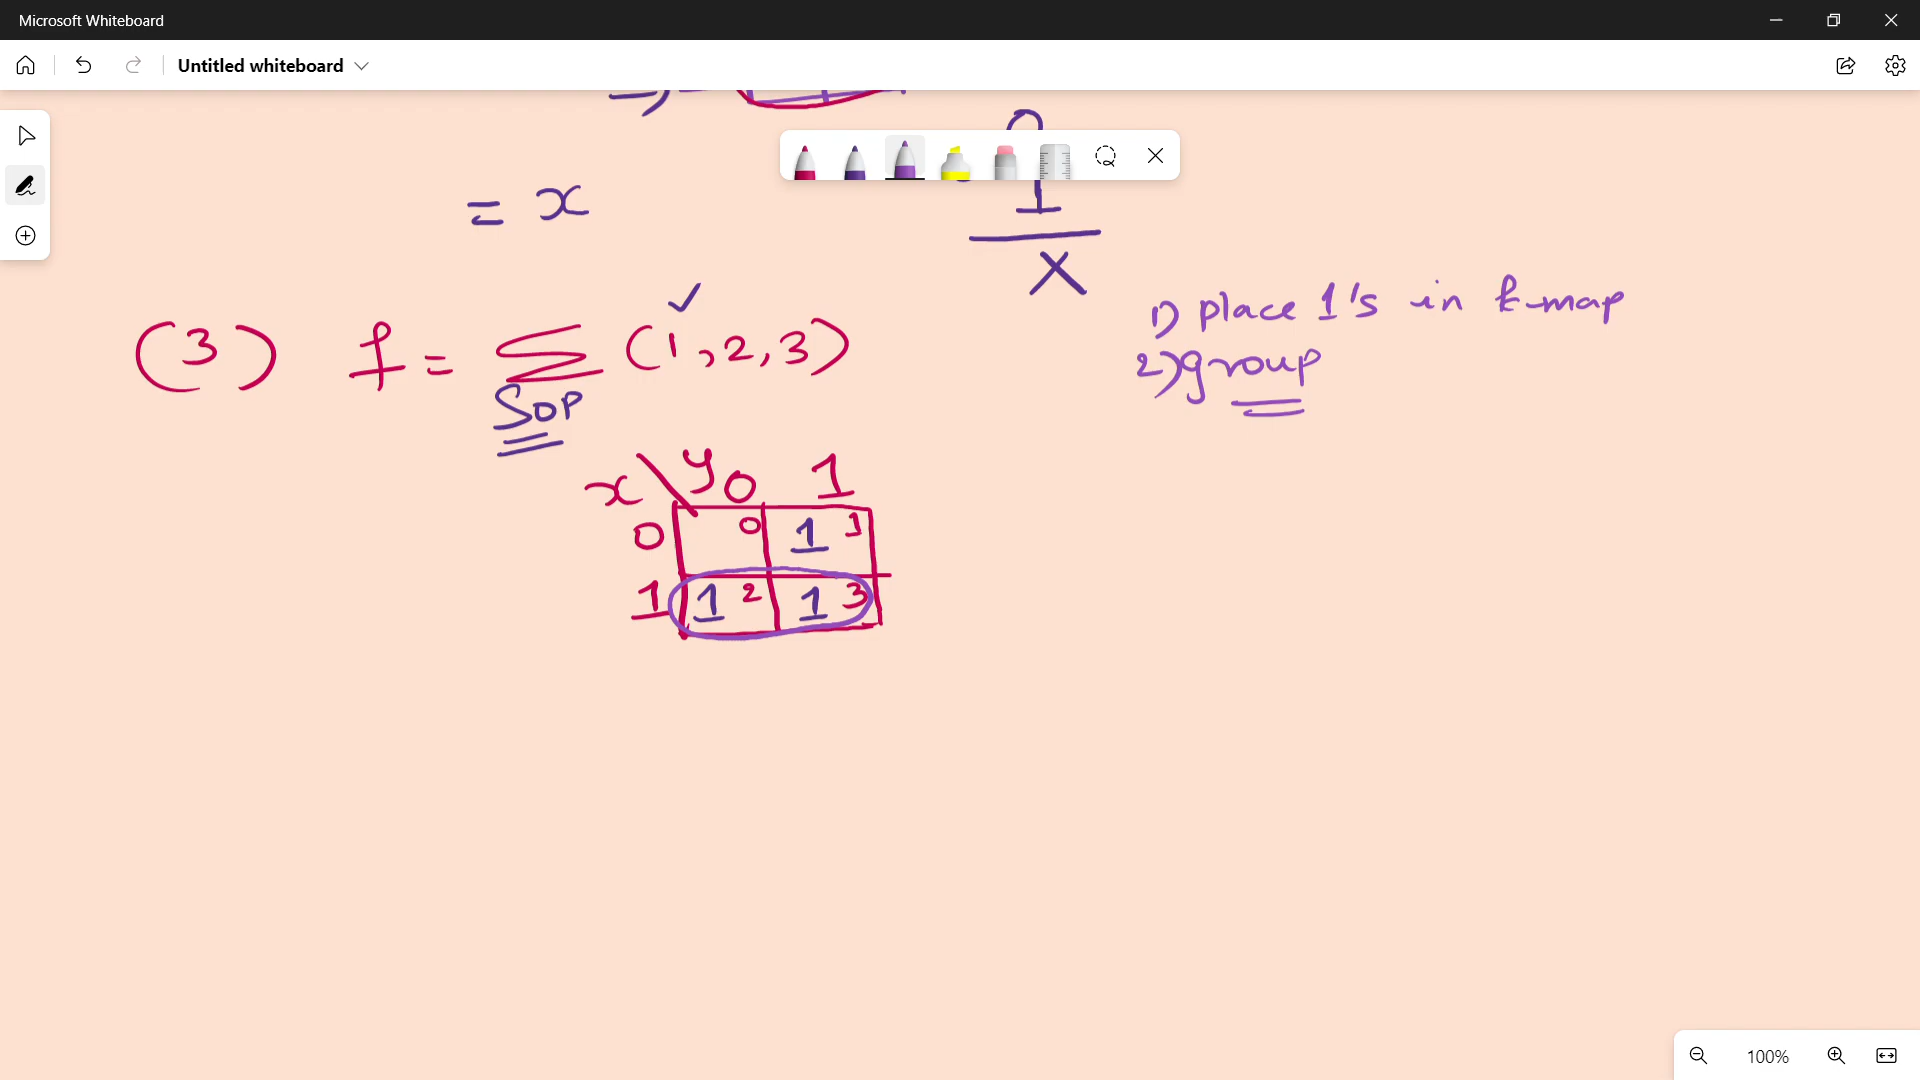 Microsoft Whiteboard
Untitled whiteboard
1
= x
X
(3) f = Σ (1,2,3)
SOP
1) place 1's in k-map
2) group
x \ y 0 1
0 0 1 1
1 1 2 1 3
100%